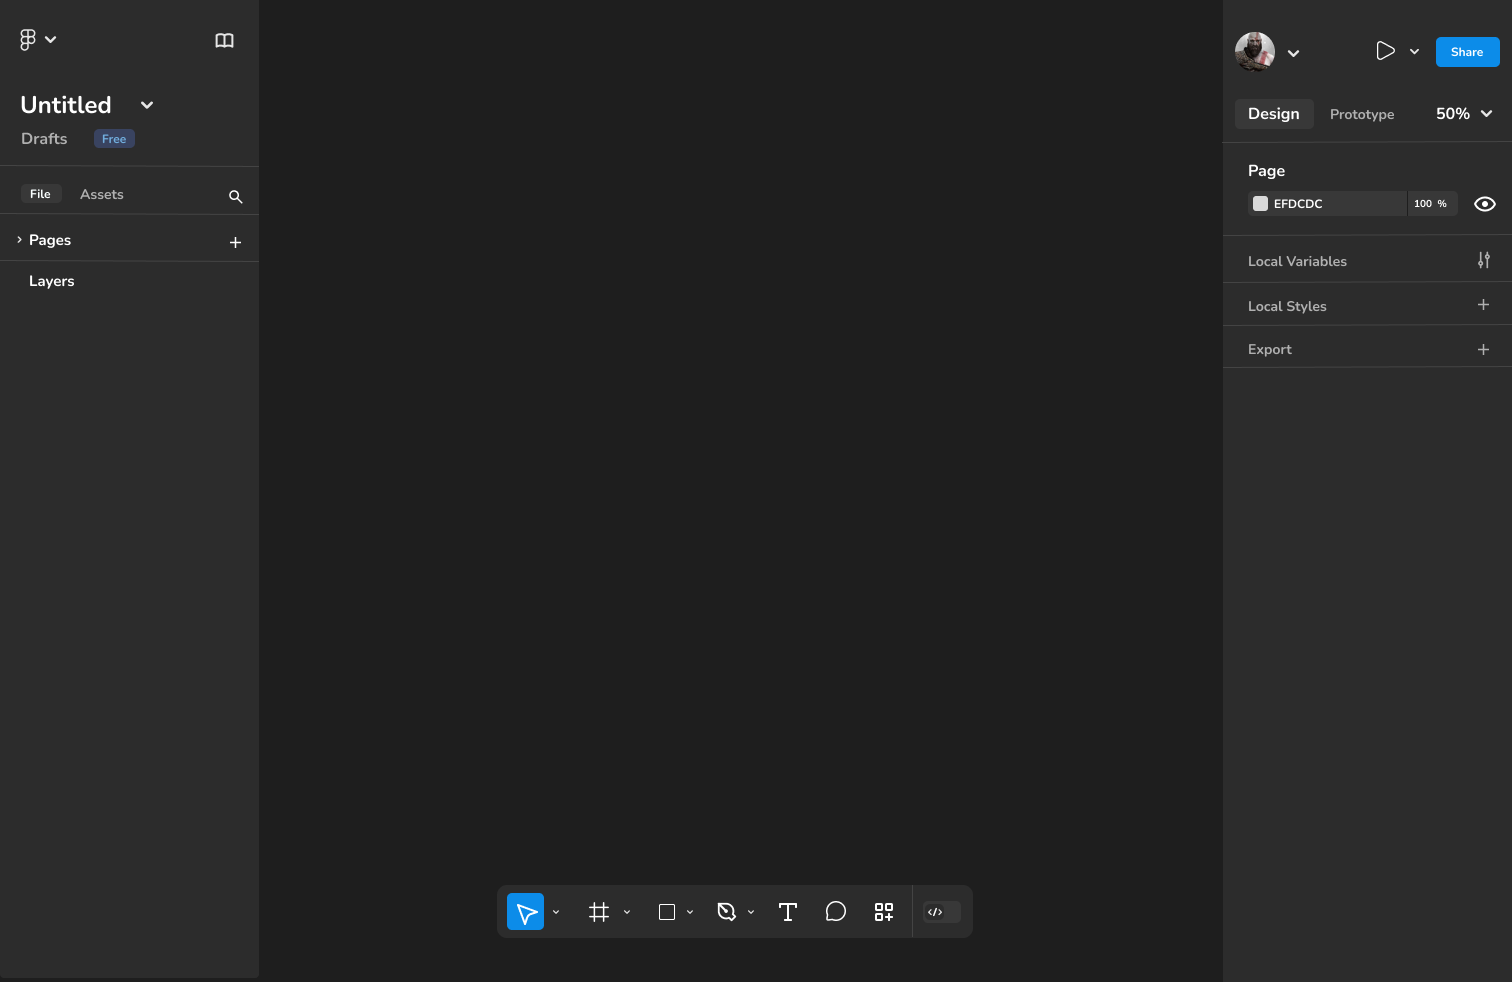 Untitled
Drafts
Free
File
Assets
Pages
Layers
Share
Design
Prototype
50%
Page
EFDCDC
100 %
Local Variables
Local Styles
Export